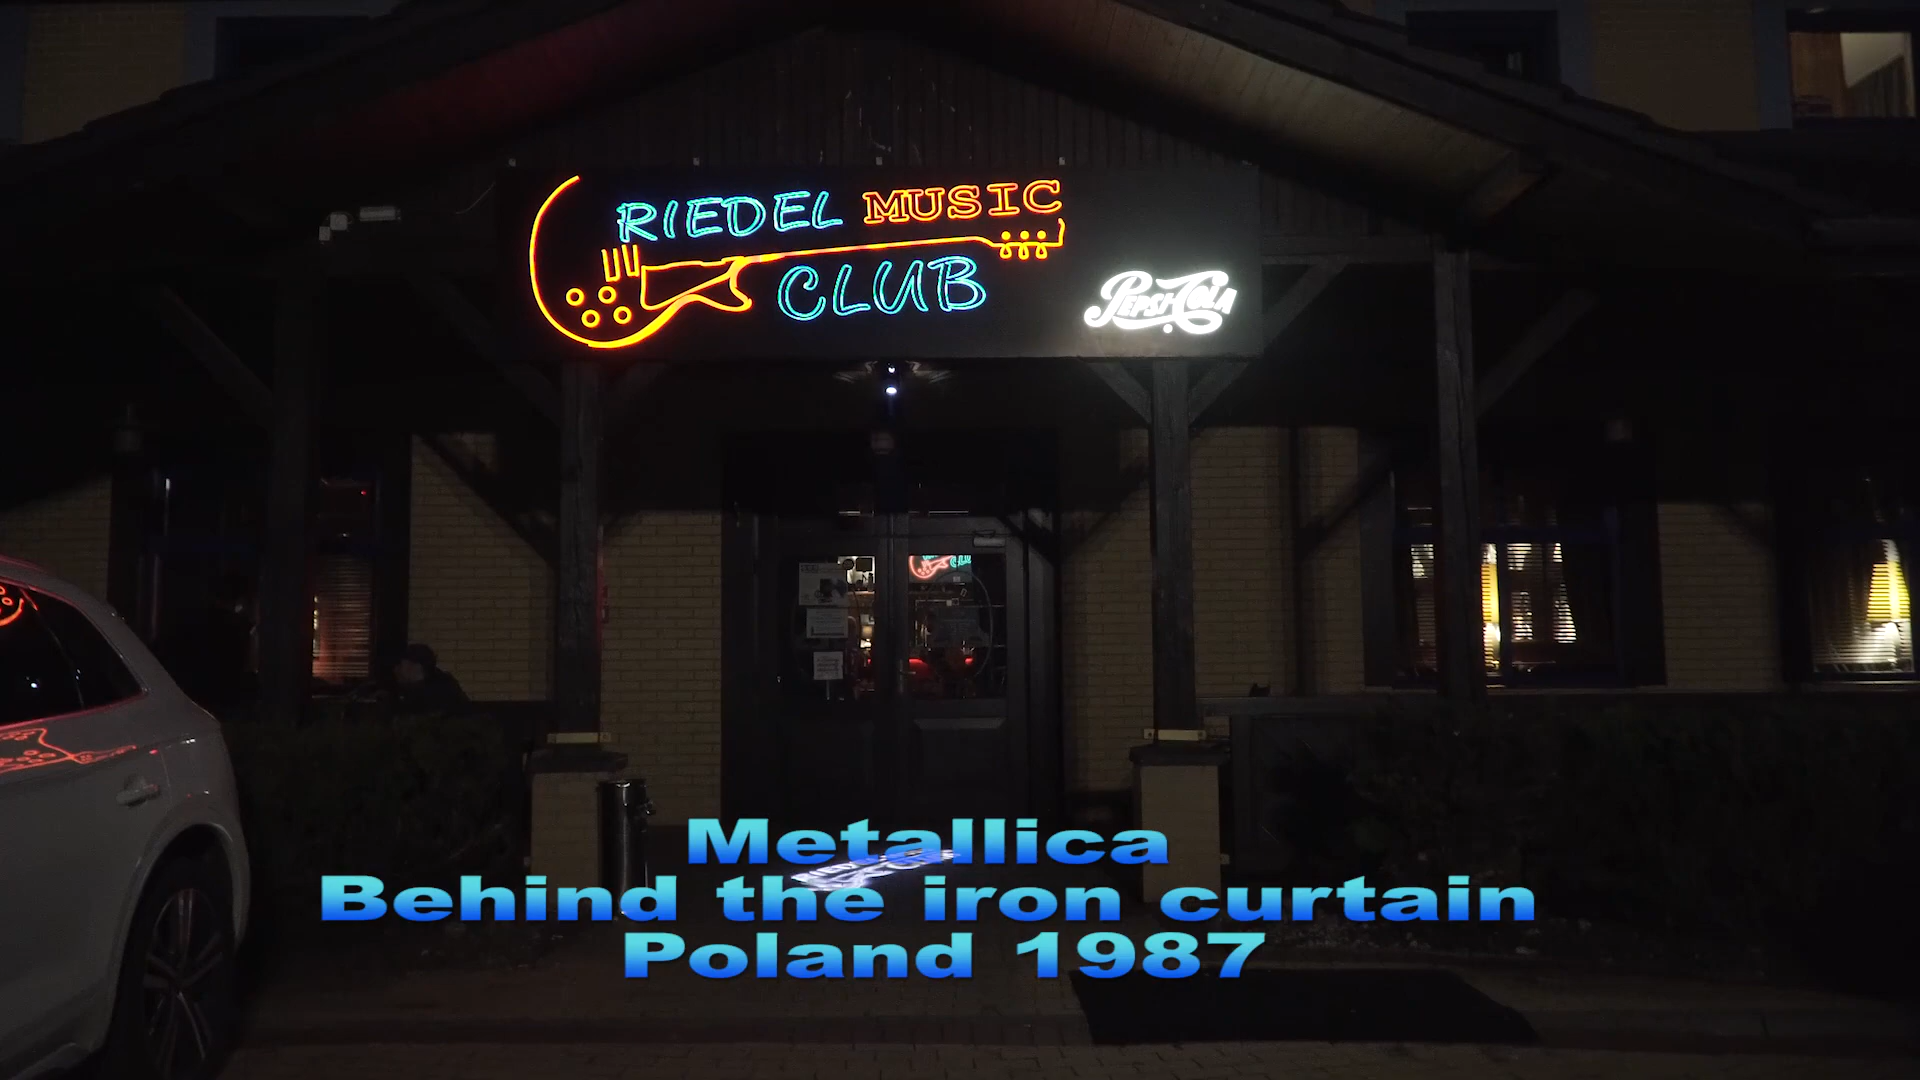 RIEDEL MUSIC
CLUB
PEPSI-COLA
Metallica
Behind the iron curtain
Poland 1987